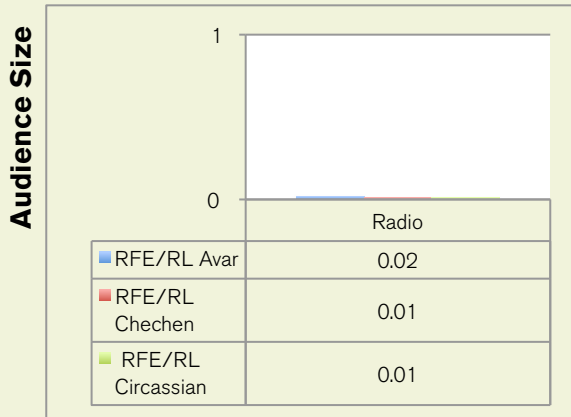 Audience Size
1
0
Radio
RFE/RL Avar 0.02
RFE/RL
Chechen 0.01
RFE/RL
Circassian 0.01